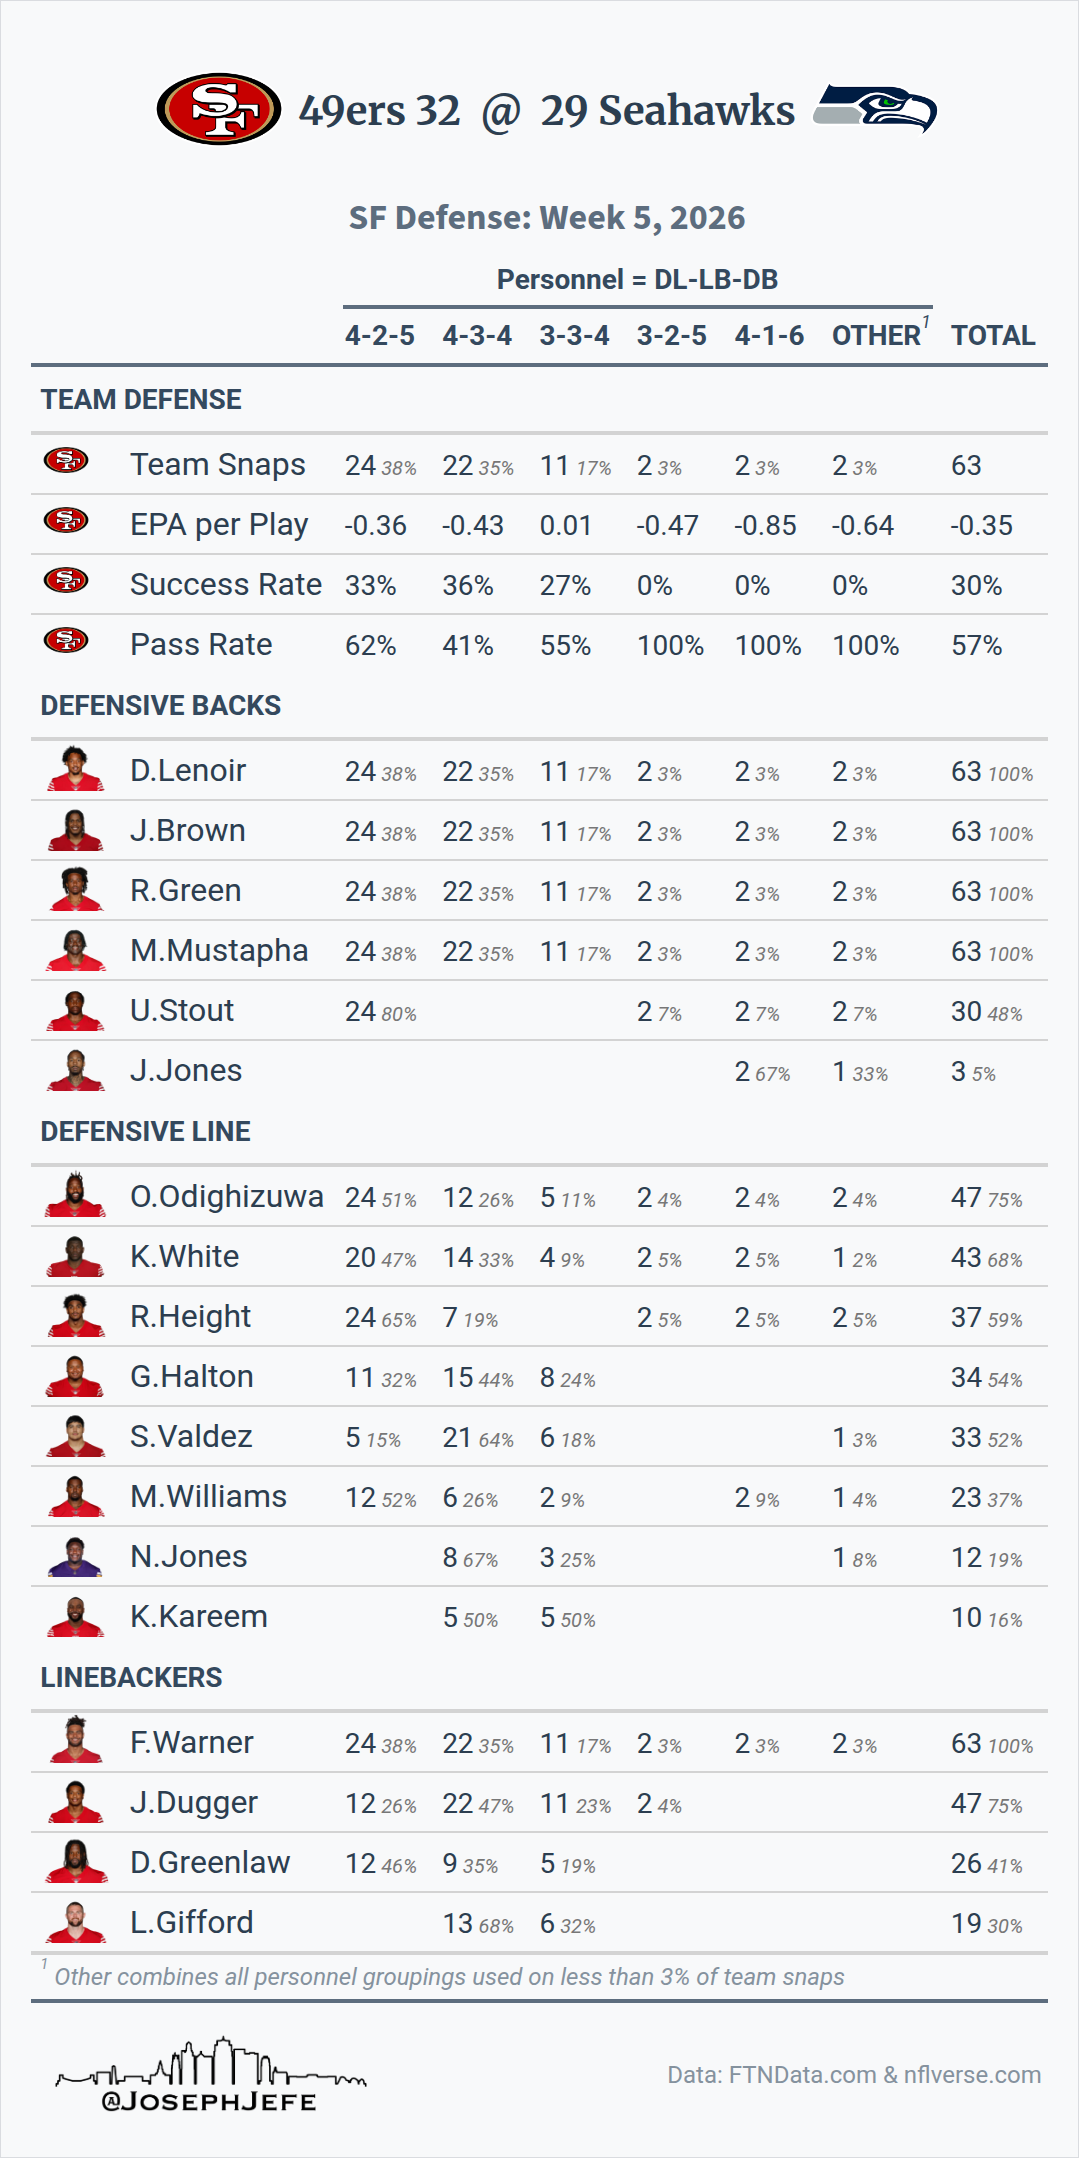 49ers 32 @ 29 Seahawks
SF Defense: Week 5, 2026
Personnel = DL-LB-DB
4-2-5 4-3-4 3-3-4 3-2-5 4-1-6 OTHER 1 TOTAL
TEAM DEFENSE
Team Snaps 24 38% 22 35% 11 17% 2 3% 2 3% 2 3% 63
EPA per Play -0.36 -0.43 0.01 -0.47 -0.85 -0.64 -0.35
Success Rate 33% 36% 27% 0% 0% 0% 30%
Pass Rate 62% 41% 55% 100% 100% 100% 57%
DEFENSIVE BACKS
D.Lenoir 24 38% 22 35% 11 17% 2 3% 2 3% 2 3% 63 100%
J.Brown 24 38% 22 35% 11 17% 2 3% 2 3% 2 3% 63 100%
R.Green 24 38% 22 35% 11 17% 2 3% 2 3% 2 3% 63 100%
M.Mustapha 24 38% 22 35% 11 17% 2 3% 2 3% 2 3% 63 100%
U.Stout 24 80% 2 7% 2 7% 2 7% 30 48%
J.Jones 2 67% 1 33% 3 5%
DEFENSIVE LINE
O.Odighizuwa 24 51% 12 26% 5 11% 2 4% 2 4% 2 4% 47 75%
K.White 20 47% 14 33% 4 9% 2 5% 2 5% 1 2% 43 68%
R.Height 24 65% 7 19% 2 5% 2 5% 2 5% 37 59%
G.Halton 11 32% 15 44% 8 24% 34 54%
S.Valdez 5 15% 21 64% 6 18% 1 3% 33 52%
M.Williams 12 52% 6 26% 2 9% 2 9% 1 4% 23 37%
N.Jones 8 67% 3 25% 1 8% 12 19%
K.Kareem 5 50% 5 50% 10 16%
LINEBACKERS
F.Warner 24 38% 22 35% 11 17% 2 3% 2 3% 2 3% 63 100%
J.Dugger 12 26% 22 47% 11 23% 2 4% 47 75%
D.Greenlaw 12 46% 9 35% 5 19% 26 41%
L.Gifford 13 68% 6 32% 19 30%
1 Other combines all personnel groupings used on less than 3% of team snaps
@JOSEPHJEFE
Data: FTNData.com & nflverse.com